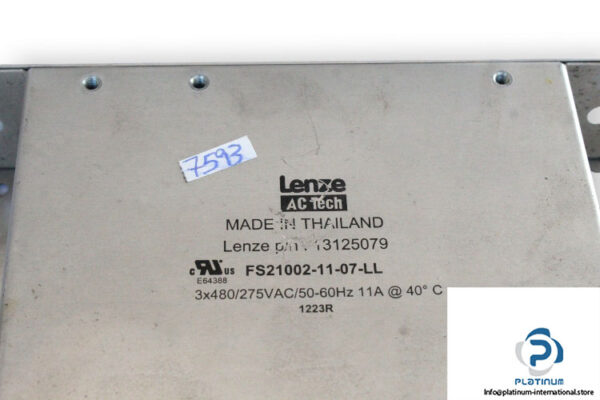 7593
Lenze
AC Tech
MADE IN THAILAND
Lenze p/n : 13125079
c RU us FS21002-11-07-LL
E64388
3x480/275VAC/50-60Hz 11A @ 40° C
1223R
PLATINUM
Info@platinum-international.store